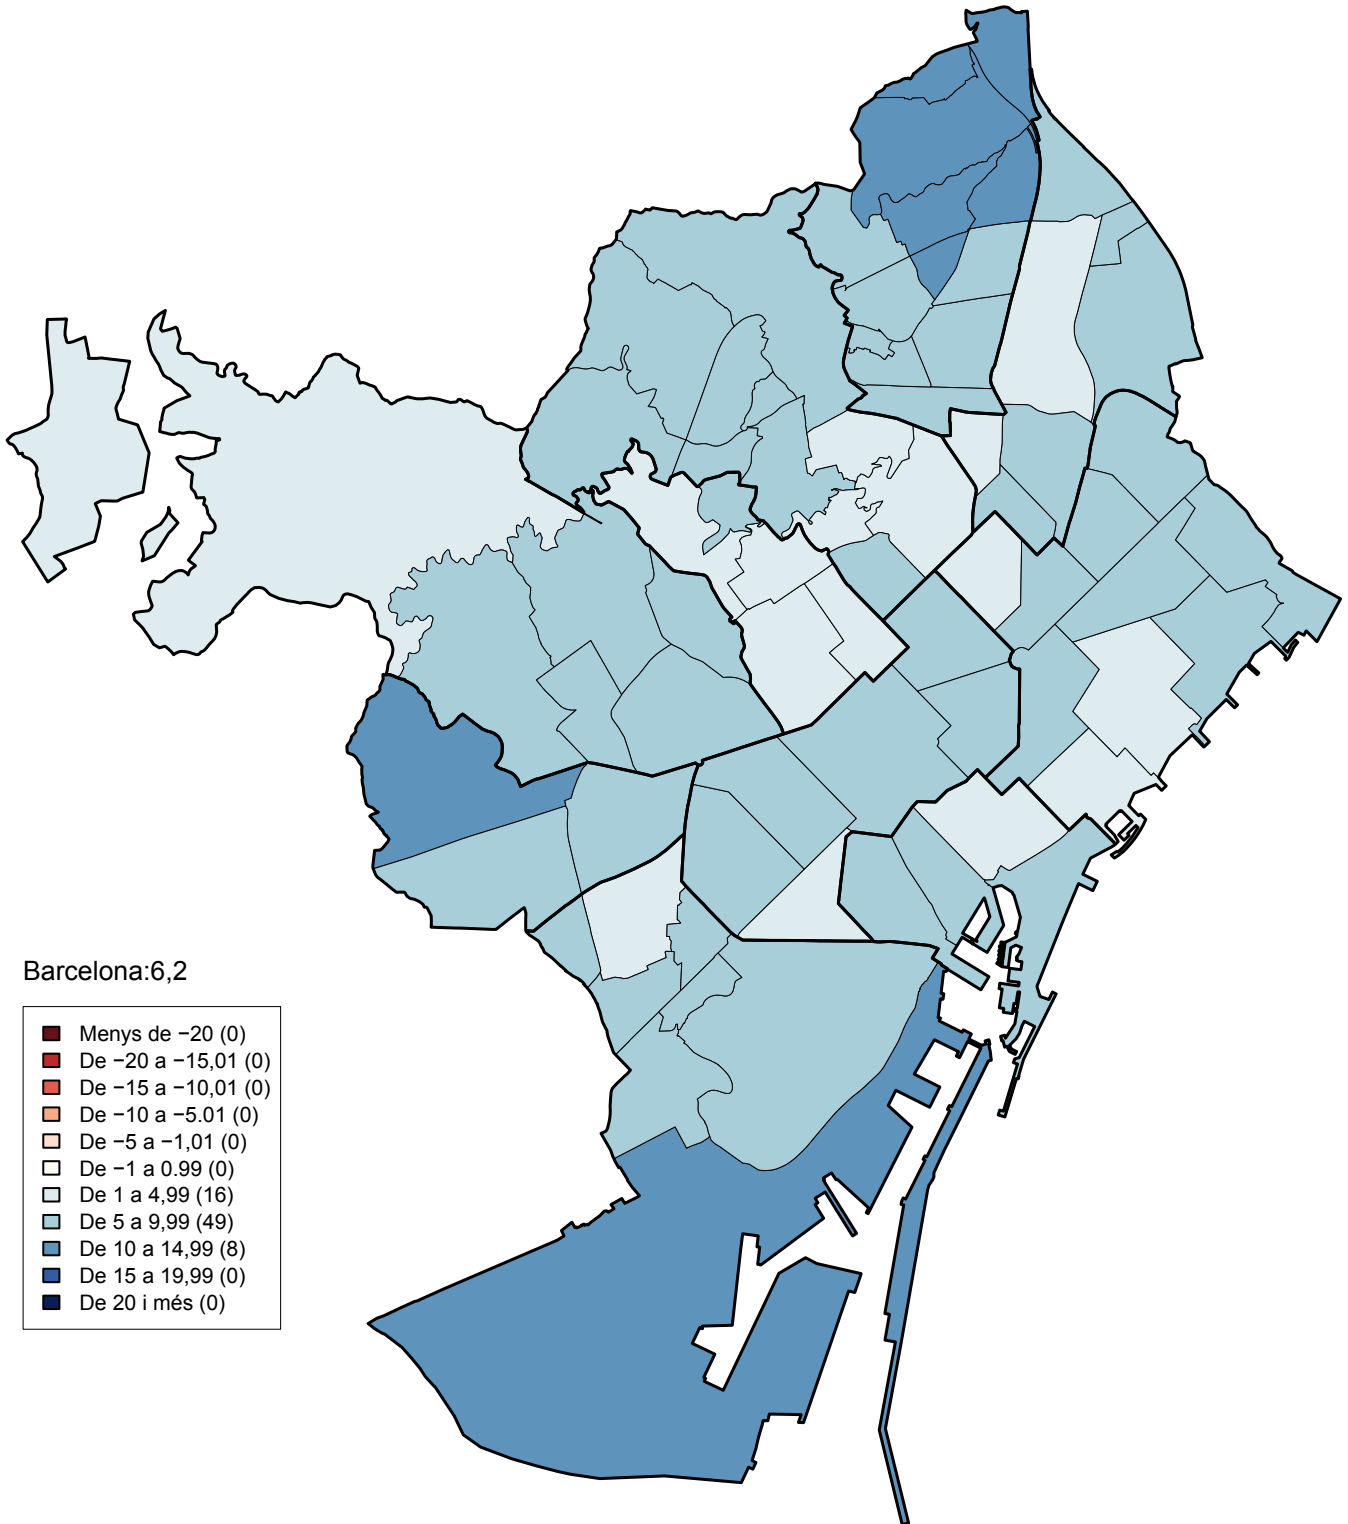 Barcelona:6,2
Menys de −20 (0)
De −20 a −15,01 (0)
De −15 a −10,01 (0)
De −10 a −5.01 (0)
De −5 a −1,01 (0)
De −1 a 0.99 (0)
De 1 a 4,99 (16)
De 5 a 9,99 (49)
De 10 a 14,99 (8)
De 15 a 19,99 (0)
De 20 i més (0)